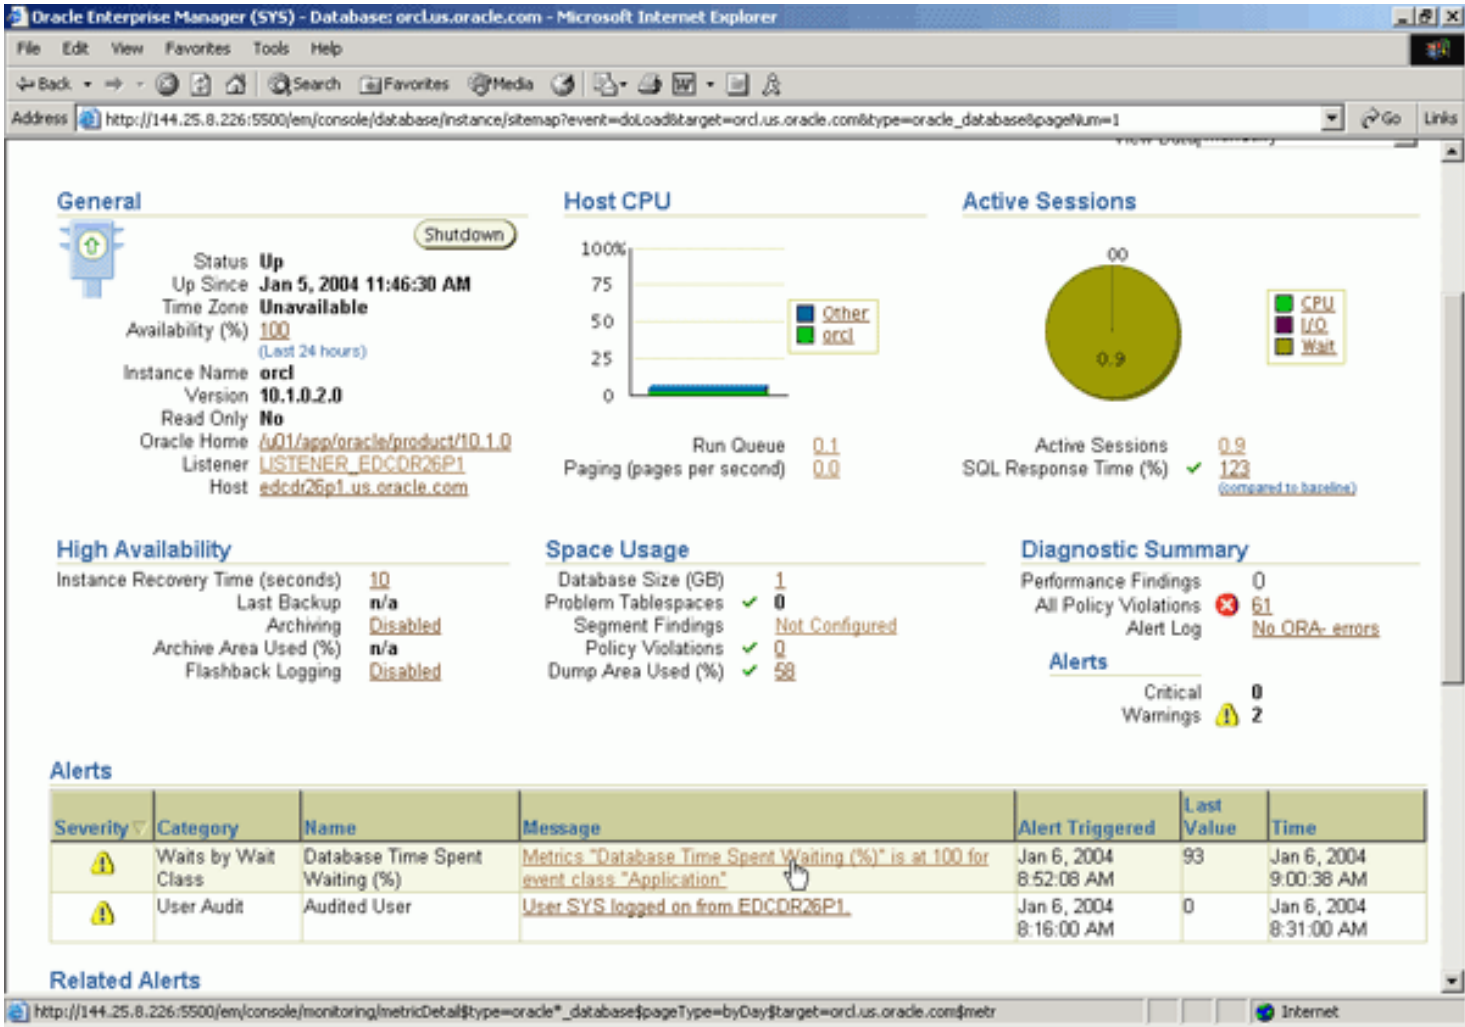 Oracle Enterprise Manager (SYS) - Database: orcl.us.oracle.com - Microsoft Internet Explorer
File Edit View Favorites Tools Help
Back Search Favorites Media
Address http://144.25.8.226:5500/em/console/database/instance/sitemap?event=doLoad&target=orcl.us.oracle.com&type=oracle_database&pageNum=1 Go Links
General
Shutdown
Status Up
Up Since Jan 5, 2004 11:46:30 AM
Time Zone Unavailable
Availability (%) 100
(Last 24 hours)
Instance Name orcl
Version 10.1.0.2.0
Read Only No
Oracle Home /u01/app/oracle/product/10.1.0
Listener LISTENER_EDCDR26P1
Host edcdr26p1.us.oracle.com
Host CPU
100%
75
50
25
0
Other
orcl
Run Queue 0.1
Paging (pages per second) 0.0
Active Sessions
00
0.9
CPU
I/O
Wait
Active Sessions 0.9
SQL Response Time (%) 123
(compared to baseline)
High Availability
Instance Recovery Time (seconds) 10
Last Backup n/a
Archiving Disabled
Archive Area Used (%) n/a
Flashback Logging Disabled
Space Usage
Database Size (GB) 1
Problem Tablespaces 0
Segment Findings Not Configured
Policy Violations 0
Dump Area Used (%) 58
Diagnostic Summary
Performance Findings 0
All Policy Violations 61
Alert Log No ORA- errors
Alerts
Critical 0
Warnings 2
Alerts
Severity Category Name Message Alert Triggered Last Value Time
Waits by Wait Class
Database Time Spent Waiting (%)
Metrics "Database Time Spent Waiting (%)" is at 100 for
event class "Application"
Jan 6, 2004
8:52:08 AM
93
Jan 6, 2004
9:00:38 AM
User Audit
Audited User
User SYS logged on from EDCDR26P1.
Jan 6, 2004
8:16:00 AM
0
Jan 6, 2004
8:31:00 AM
Related Alerts
http://144.25.8.226:5500/em/console/monitoring/metricDetail$type=oracle*_database$pageType=byDay$target=orcl.us.oracle.com$metr Internet